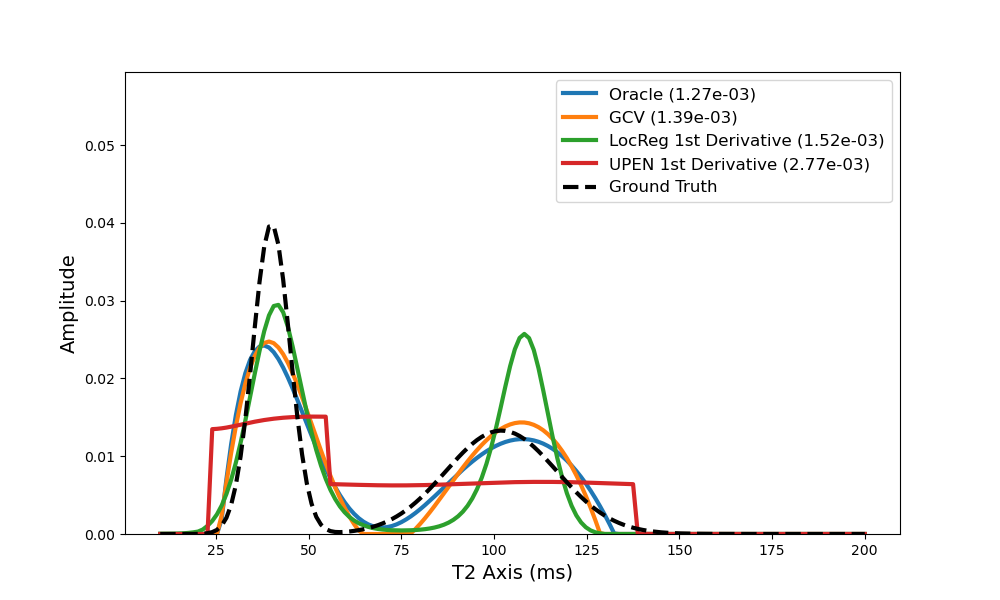 Oracle (1.27e-03)
GCV (1.39e-03)
LocReg 1st Derivative (1.52e-03)
UPEN 1st Derivative (2.77e-03)
Ground Truth
Amplitude
0.05
0.04
0.03
0.02
0.01
0.00
25 50 75 100 125 150 175 200
T2 Axis (ms)